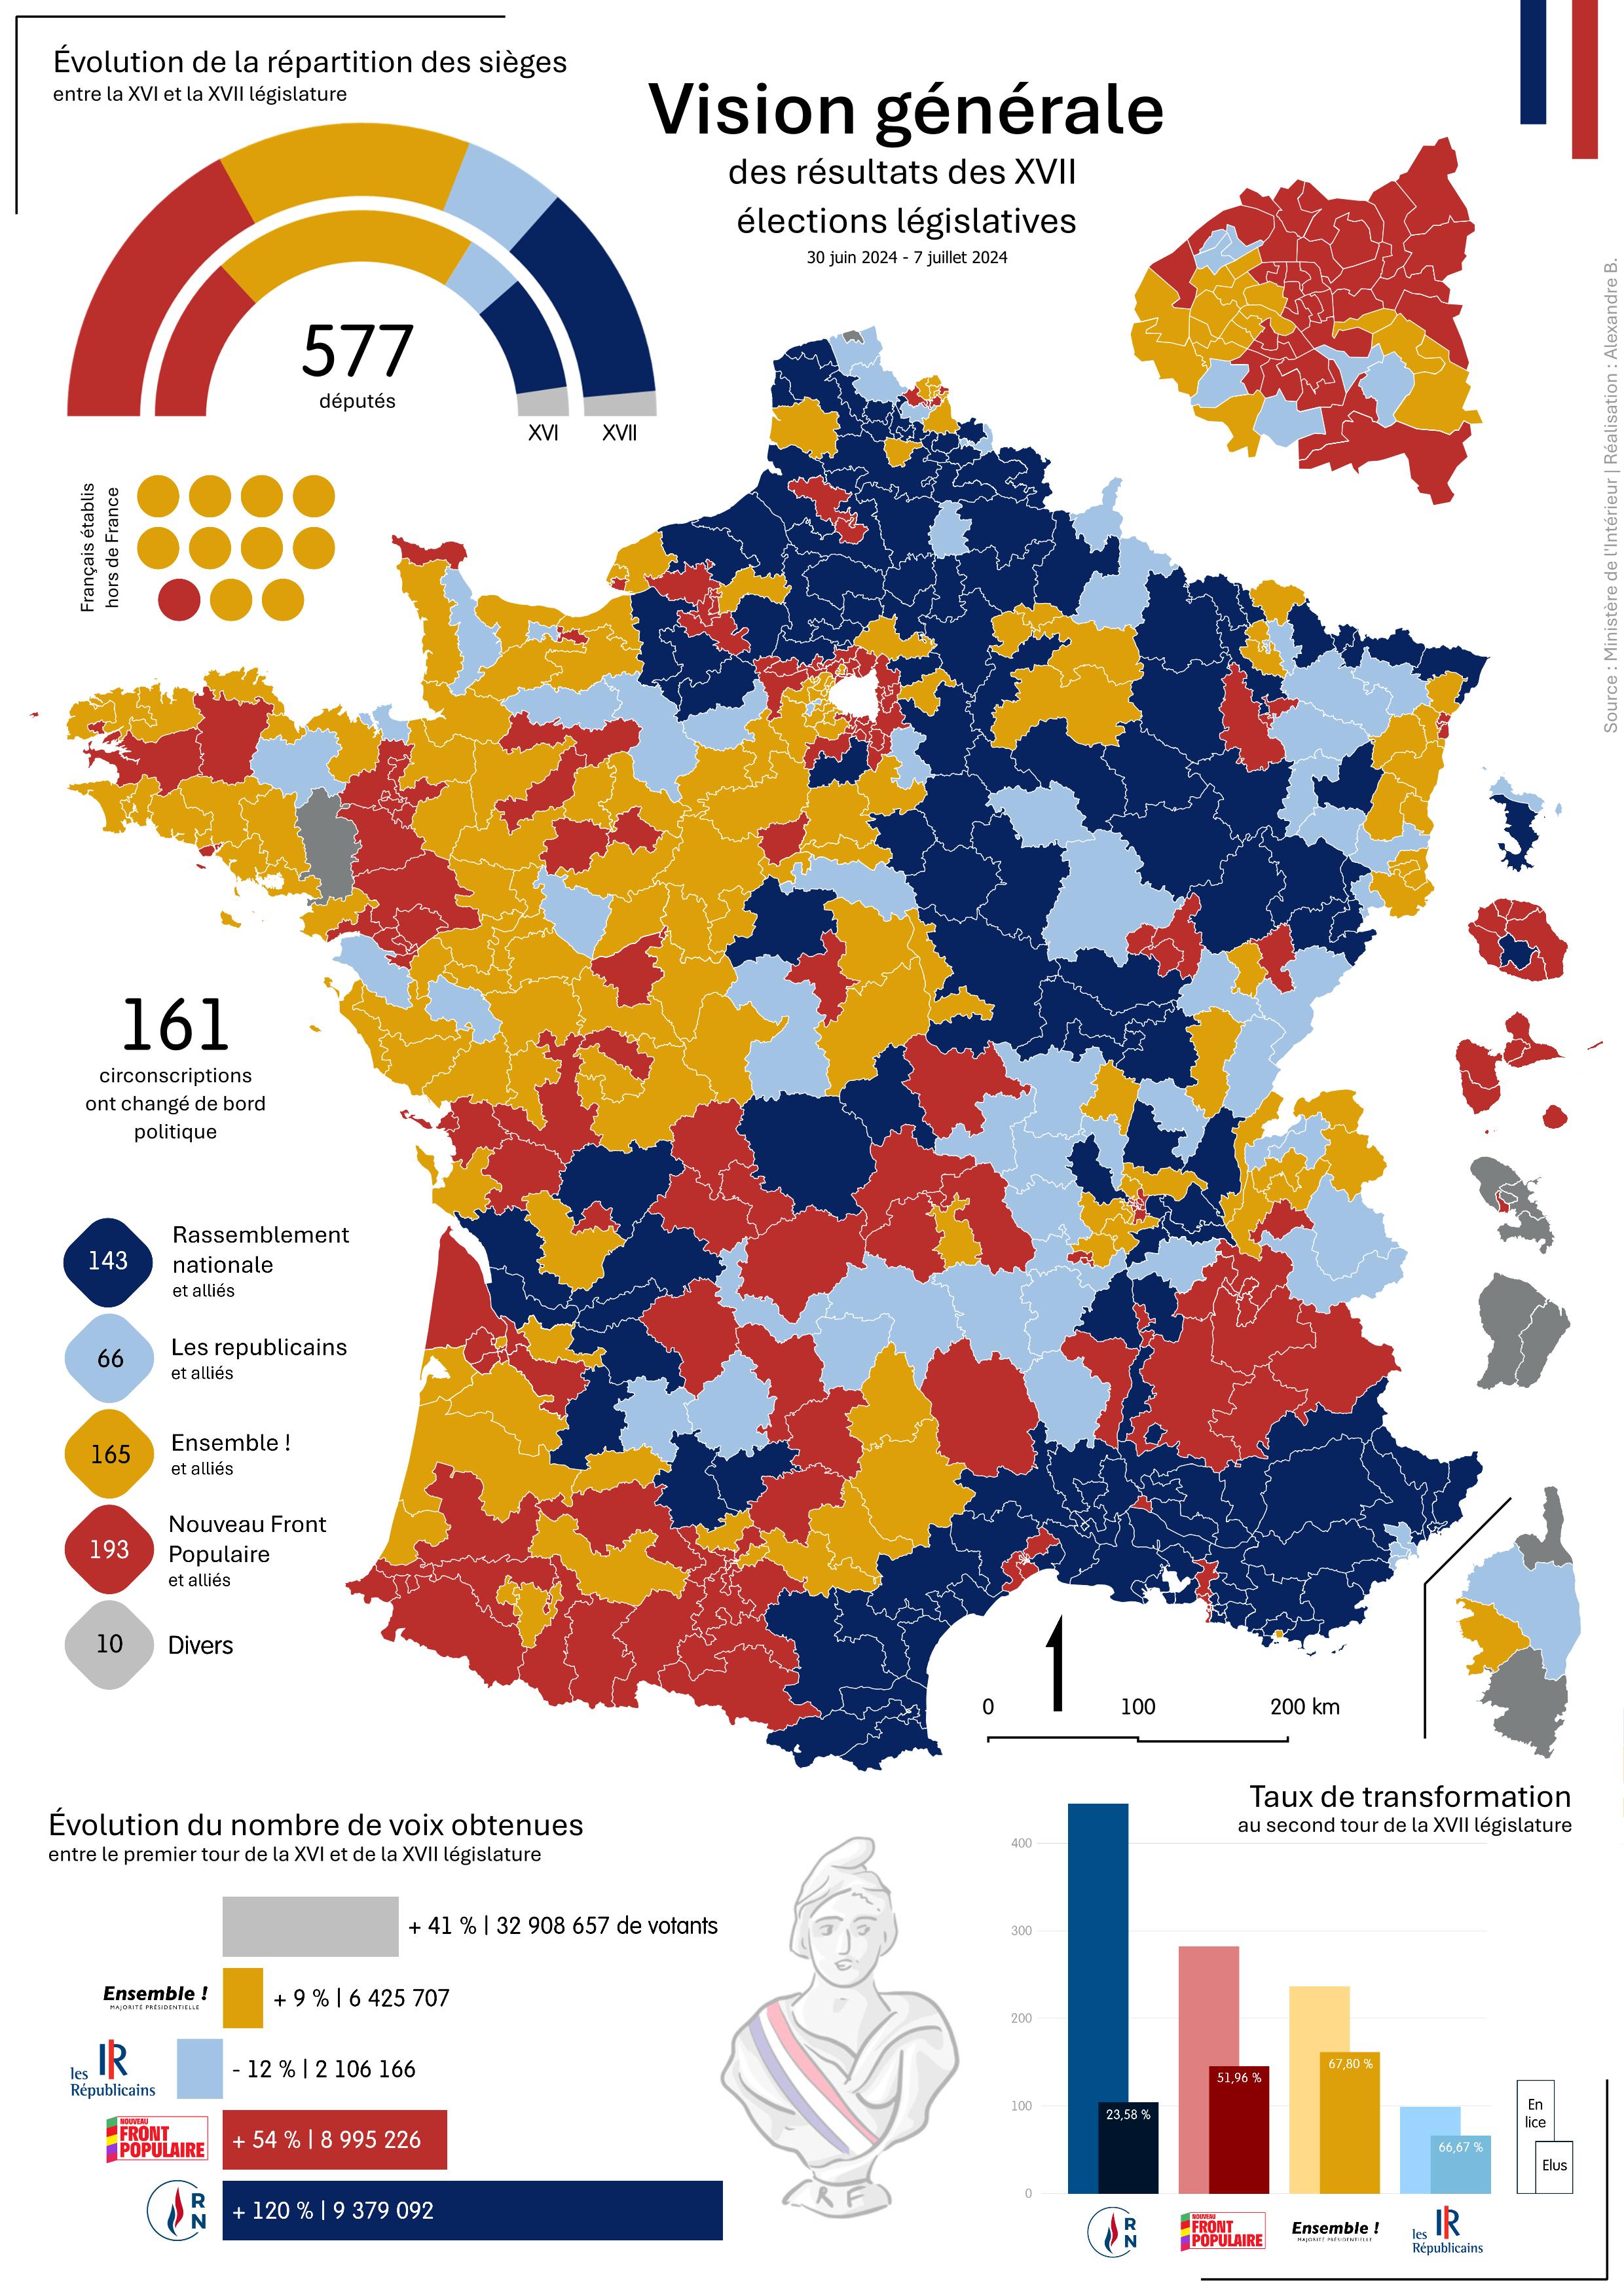 Évolution de la répartition des sièges
entre la XVI et la XVII législature
Vision générale
des résultats des XVII
élections législatives
30 juin 2024 - 7 juillet 2024
577
députés
XVI
XVII
Français établis
hors de France
Source : Ministère de l'Intérieur | Réalisation : Alexandre B.
161
circonscriptions
ont changé de bord
politique
143
Rassemblement
nationale
et alliés
66
Les republicains
et alliés
165
Ensemble !
et alliés
193
Nouveau Front
Populaire
et alliés
10
Divers
0
100
200 km
Évolution du nombre de voix obtenues
entre le premier tour de la XVI et de la XVII législature
+ 41 % | 32 908 657 de votants
Ensemble !
MAJORITÉ PRÉSIDENTIELLE
+ 9 % | 6 425 707
les
Républicains
- 12 % | 2 106 166
NOUVEAU
FRONT
POPULAIRE
+ 54 % | 8 995 226
R
N
+ 120 % | 9 379 092
R F
Taux de transformation
au second tour de la XVII législature
400
300
200
100
0
23,58 %
51,96 %
67,80 %
66,67 %
En
lice
Elus
R
N
NOUVEAU
FRONT
POPULAIRE
Ensemble !
MAJORITÉ PRÉSIDENTIELLE
les
Républicains